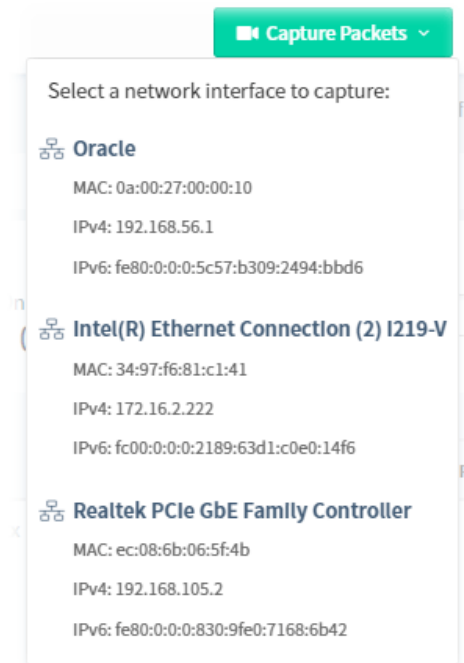 Capture Packets
Select a network interface to capture:
Oracle
MAC: 0a:00:27:00:00:10
IPv4: 192.168.56.1
IPv6: fe80:0:0:0:5c57:b309:2494:bbd6
Intel(R) Ethernet Connection (2) I219-V
MAC: 34:97:f6:81:c1:41
IPv4: 172.16.2.222
IPv6: fc00:0:0:0:2189:63d1:c0e0:14f6
Realtek PCIe GbE Family Controller
MAC: ec:08:6b:06:5f:4b
IPv4: 192.168.105.2
IPv6: fe80:0:0:0:830:9fe0:7168:6b42